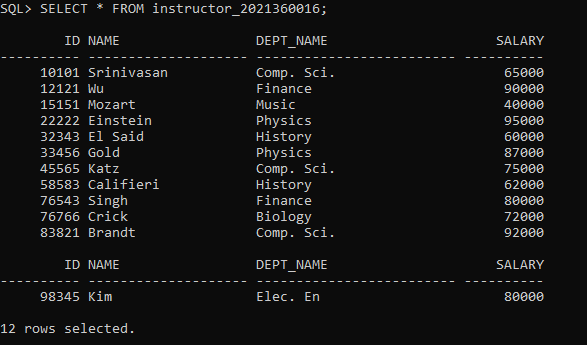 SQL> SELECT * FROM instructor_2021360016;
ID NAME DEPT_NAME SALARY
---------- -------------------- ------------------------- ----------
10101 Srinivasan Comp. Sci. 65000
12121 Wu Finance 90000
15151 Mozart Music 40000
22222 Einstein Physics 95000
32343 El Said History 60000
33456 Gold Physics 87000
45565 Katz Comp. Sci. 75000
58583 Califieri History 62000
76543 Singh Finance 80000
76766 Crick Biology 72000
83821 Brandt Comp. Sci. 92000
ID NAME DEPT_NAME SALARY
---------- -------------------- ------------------------- ----------
98345 Kim Elec. En 80000
12 rows selected.